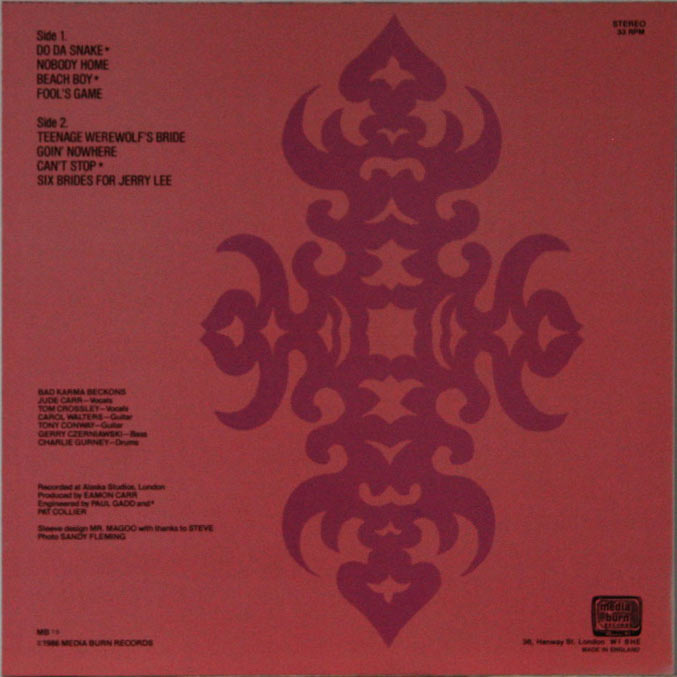 Side 1.
DO DA SNAKE*
NOBODY HOME
BEACH BOY*
FOOL'S GAME
Side 2.
TEENAGE WEREWOLF'S BRIDE
GOIN' NOWHERE
CAN'T STOP*
SIX BRIDES FOR JERRY LEE
STEREO
33 RPM
BAD KARMA BECKONS
JUDE CARR—Vocals
TOM CROSSLEY—Vocals
CAROL WALTERS—Guitar
TONY CONWAY—Guitar
GERRY CZERNIAWSKI—Bass
CHARLIE GURNEY—Drums
Recorded at Alaska Studios, London
Produced by EAMON CARR
Engineered by PAUL GADD and*
PAT COLLIER
Sleeve design MR. MAGOO with thanks to STEVE
Photo SANDY FLEMING
MB
©1986 MEDIA BURN RECORDS
media
burn
36, Hanway St. London W1 9HE
MADE IN ENGLAND